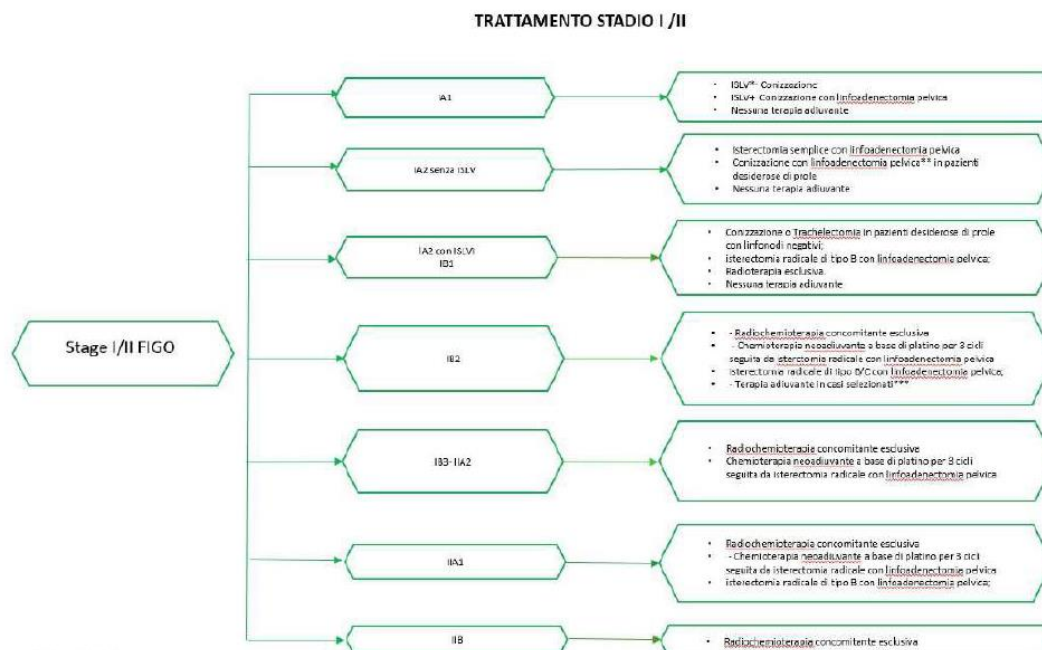 TRATTAMENTO STADIO I /II
Stage I/II FIGO
IA1
• ISLV*- Conizzazione
• ISLV+ Conizzazione con linfoadenectomia pelvica
• Nessuna terapia adiuvante
IA2 senza ISLV
• Isterectomia semplice con linfoadenectomia pelvica
• Conizzazione con linfoadenectomia pelvica** in pazienti
desiderose di prole
• Nessuna terapia adiuvante
IA2 con ISLVI
IB1
• Conizzazione o Trachelectomia in pazienti desiderose di prole
con linfonodi negativi;
• isterectomia radicale di tipo B con linfoadenectomia pelvica;
• Radioterapia esclusiva.
• Nessuna terapia adiuvante
IB2
• - Radiochemioterapia concomitante esclusiva
• - Chemioterapia neoadiuvante a base di platino per 3 cicli
seguita da isterctomia radicale con linfoadenectomia pelvica
• isterectomia radicale di tipo B/C con linfoadenectomia pelvica;
• - Terapia adiuvante in casi selezionati***
IB3- IIA2
• Radiochemioterapia concomitante esclusiva
• Chemioterapia neoadiuvante a base di platino per 3 cicli
seguita da isterectomia radicale con linfoadenectomia pelvica
IIA1
• Radiochemioterapia concomitante esclusiva
• - Chemioterapia neoadiuvante a base di platino per 3 cicli
seguita da isterectomia radicale con linfoadenectomia pelvica
• isterectomia radicale di tipo B con linfoadenectomia pelvica;
IIB
• Radiochemioterapia concomitante esclusiva